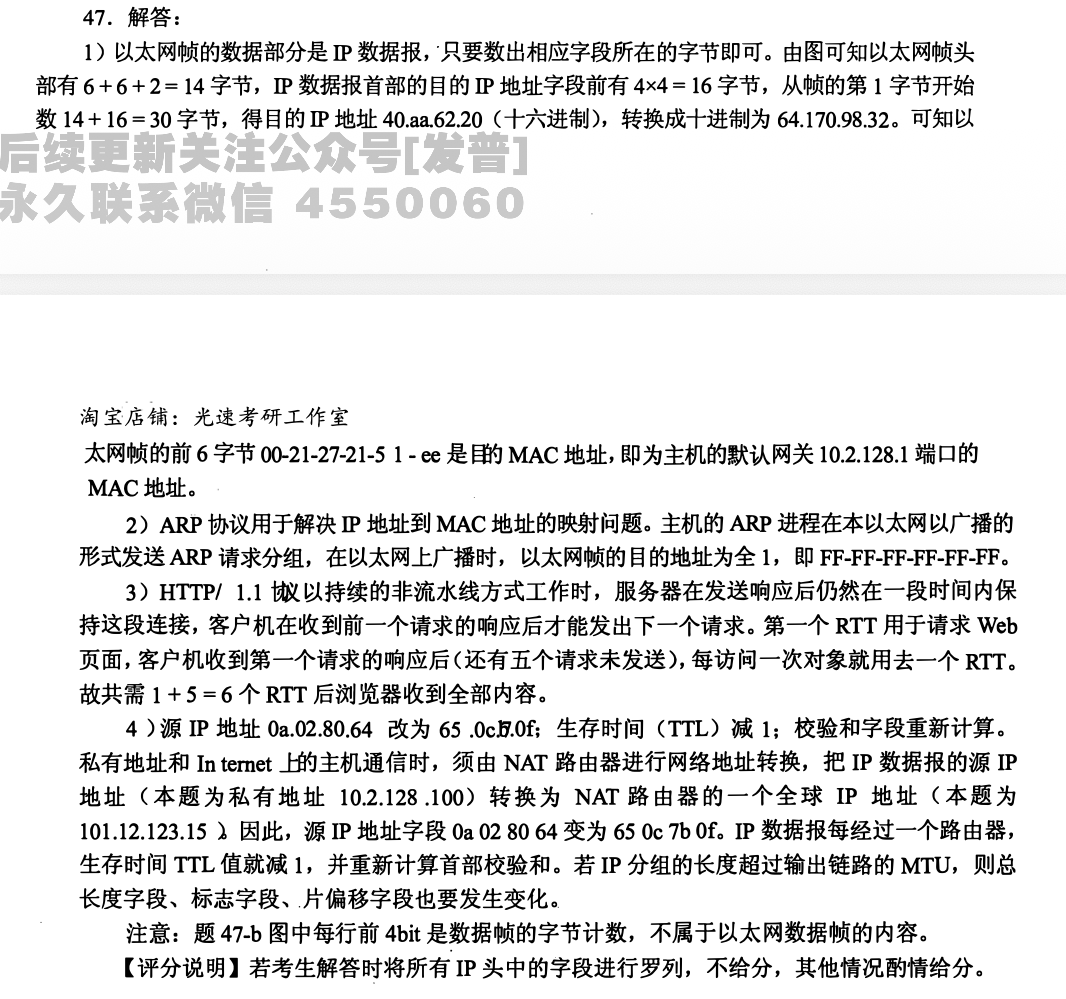 47．解答：
1）以太网帧的数据部分是 IP 数据报，只要数出相应字段所在的字节即可。由图可知以太网帧头
部有 6 + 6 + 2 = 14 字节，IP 数据报首部的目的 IP 地址字段前有 4×4 = 16 字节，从帧的第 1 字节开始
数 14 + 16 = 30 字节，得目的 IP 地址 40.aa.62.20（十六进制），转换成十进制为 64.170.98.32。可知以
后续更新关注公众号[发普]
永久联系微信 4550060
淘宝店铺：光速考研工作室
太网帧的前 6 字节 00-21-27-21-5 1 - ee 是目的 MAC 地址，即为主机的默认网关 10.2.128.1 端口的
MAC 地址。
2）ARP 协议用于解决 IP 地址到 MAC 地址的映射问题。主机的 ARP 进程在本以太网以广播的
形式发送 ARP 请求分组，在以太网上广播时，以太网帧的目的地址为全 1，即 FF-FF-FF-FF-FF-FF。
3）HTTP/ 1.1 协议以持续的非流水线方式工作时，服务器在发送响应后仍然在一段时间内保
持这段连接，客户机在收到前一个请求的响应后才能发出下一个请求。第一个 RTT 用于请求 Web
页面，客户机收到第一个请求的响应后（还有五个请求未发送），每访问一次对象就用去一个 RTT。
故共需 1 + 5 = 6 个 RTT 后浏览器收到全部内容。
4 ）源 IP 地址 0a.02.80.64 改为 65 .0c.7b.0f；生存时间（TTL）减 1；校验和字段重新计算。
私有地址和 In ternet 上的主机通信时，须由 NAT 路由器进行网络地址转换，把 IP 数据报的源 IP
地址（本题为私有地址 10.2.128 .100）转换为 NAT 路由器的一个全球 IP 地址（本题为
101.12.123.15 ）。因此，源 IP 地址字段 0a 02 80 64 变为 65 0c 7b 0f。IP 数据报每经过一个路由器，
生存时间 TTL 值就减 1，并重新计算首部校验和。若 IP 分组的长度超过输出链路的 MTU，则总
长度字段、标志字段、片偏移字段也要发生变化。
注意：题 47-b 图中每行前 4bit 是数据帧的字节计数，不属于以太网数据帧的内容。
【评分说明】若考生解答时将所有 IP 头中的字段进行罗列，不给分，其他情况酌情给分。